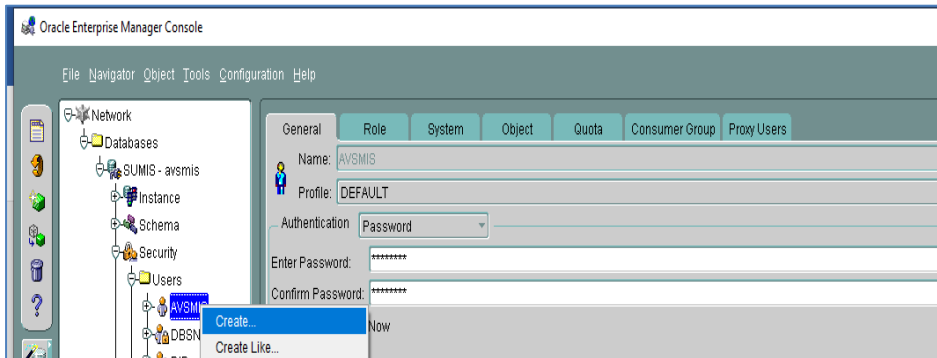 Oracle Enterprise Manager Console
File Navigator Object Tools Configuration Help
Network
Databases
SUMIS - avsmis
Instance
Schema
Security
Users
AVSMIS
DBSN
General Role System Object Quota Consumer Group Proxy Users
Name: AVSMIS
Profile: DEFAULT
Authentication Password
Enter Password: ********
Confirm Password: ********
Now
Create...
Create Like...